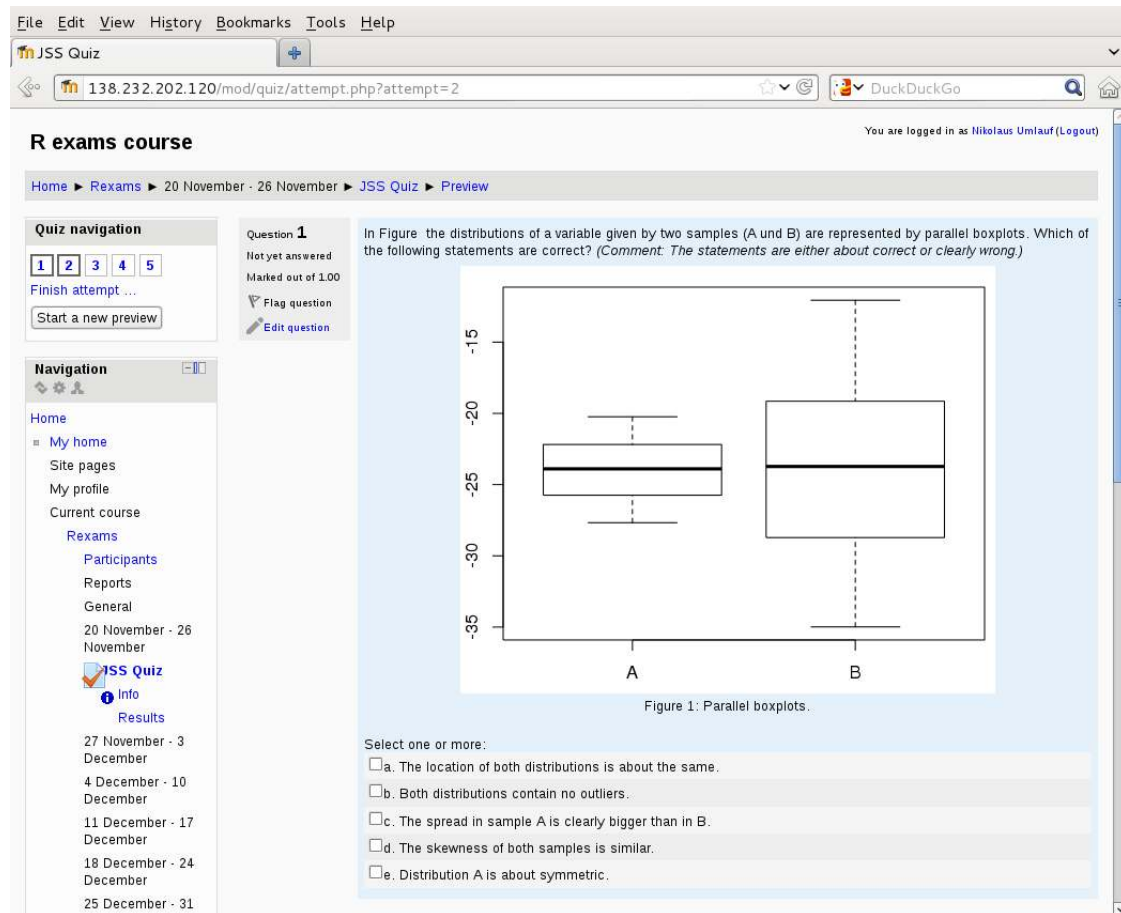 File Edit View History Bookmarks Tools Help
JSS Quiz
138.232.202.120/mod/quiz/attempt.php?attempt=2
DuckDuckGo
R exams course
You are logged in as Nikolaus Umlauf (Logout)
Home ► Rexams ► 20 November - 26 November ► JSS Quiz ► Preview
Quiz navigation
1 2 3 4 5
Finish attempt ...
Start a new preview
Navigation
Home
My home
Site pages
My profile
Current course
Rexams
Participants
Reports
General
20 November - 26
November
JSS Quiz
Info
Results
27 November - 3
December
4 December - 10
December
11 December - 17
December
18 December - 24
December
25 December - 31
Question 1
Not yet answered
Marked out of 1.00
Flag question
Edit question
In Figure the distributions of a variable given by two samples (A und B) are represented by parallel boxplots. Which of
the following statements are correct? (Comment: The statements are either about correct or clearly wrong.)
-15
-20
-25
-30
-35
A B
Figure 1: Parallel boxplots.
Select one or more:
a. The location of both distributions is about the same.
b. Both distributions contain no outliers.
c. The spread in sample A is clearly bigger than in B.
d. The skewness of both samples is similar.
e. Distribution A is about symmetric.